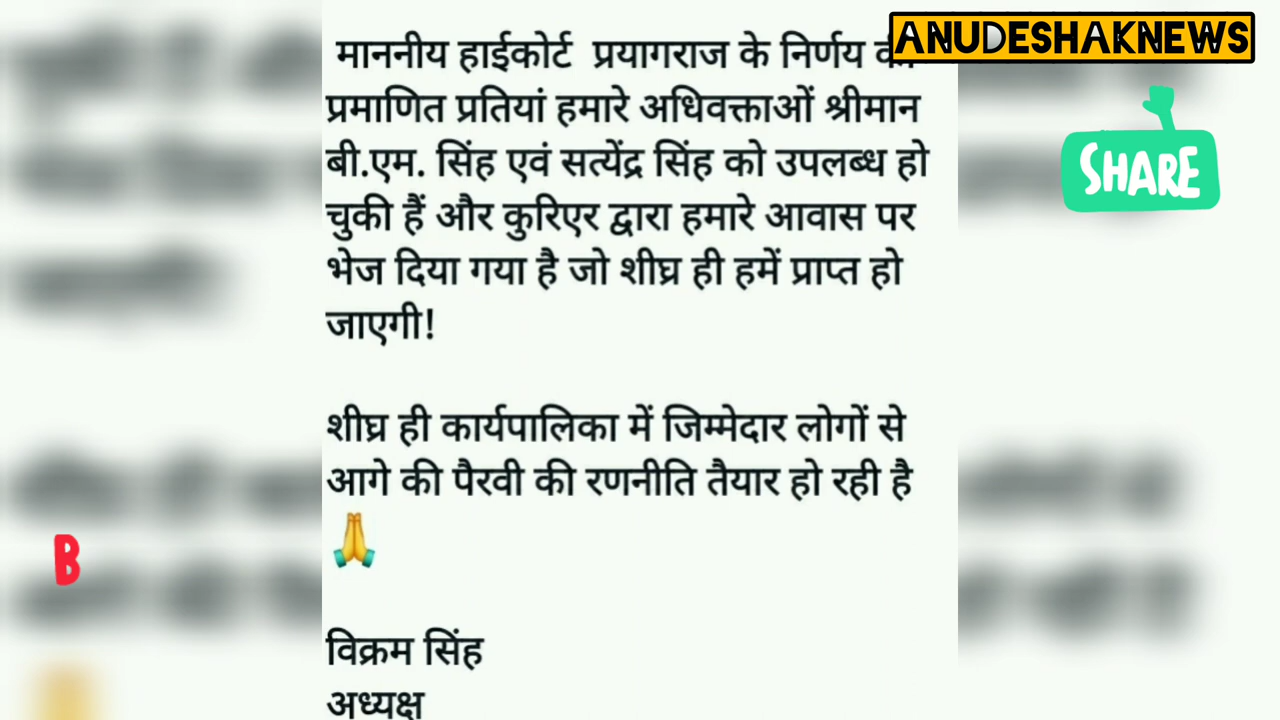 ANUDESHAKNEWS
माननीय हाईकोर्ट प्रयागराज के निर्णय
प्रमाणित प्रतियां हमारे अधिवक्ताओं श्रीमान
बी.एम. सिंह एवं सत्येंद्र सिंह को उपलब्ध हो
चुकी हैं और कुरिएर द्वारा हमारे आवास पर
भेज दिया गया है जो शीघ्र ही हमें प्राप्त हो
जाएगी!
शीघ्र ही कार्यपालिका में जिम्मेदार लोगों से
आगे की पैरवी की रणनीति तैयार हो रही है
🙏
विक्रम सिंह
अध्यक्ष
SHARE
B